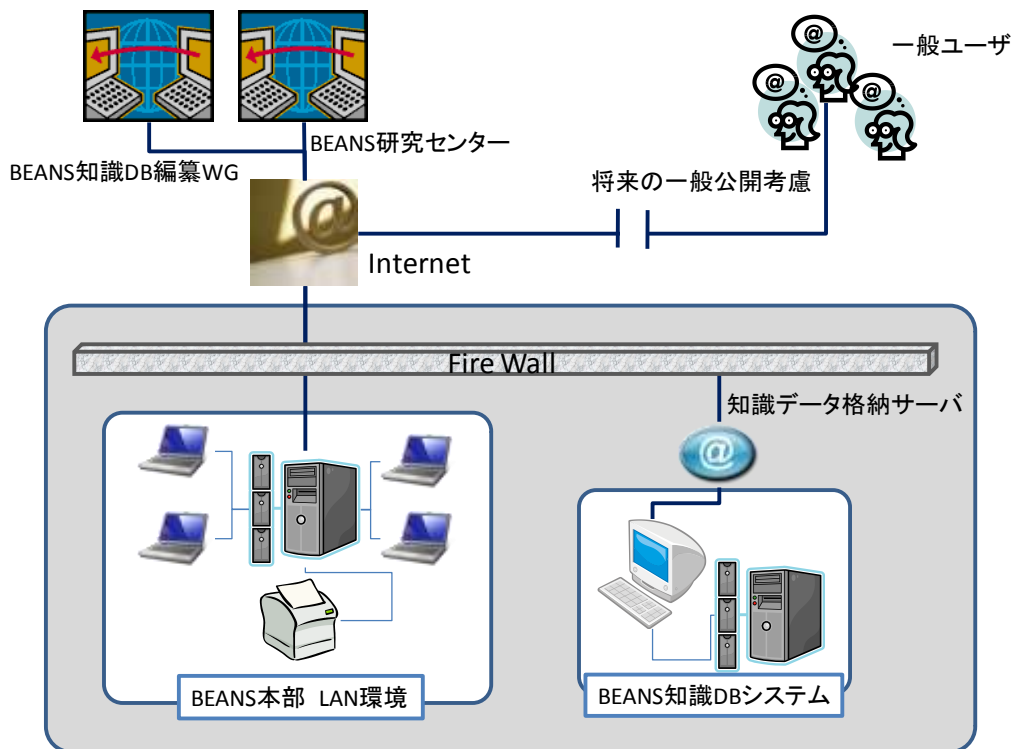 一般ユーザ
BEANS研究センター
BEANS知識DB編纂WG
将来の一般公開考慮
Internet
Fire Wall
知識データ格納サーバ
BEANS本部 LAN環境
BEANS知識DBシステム